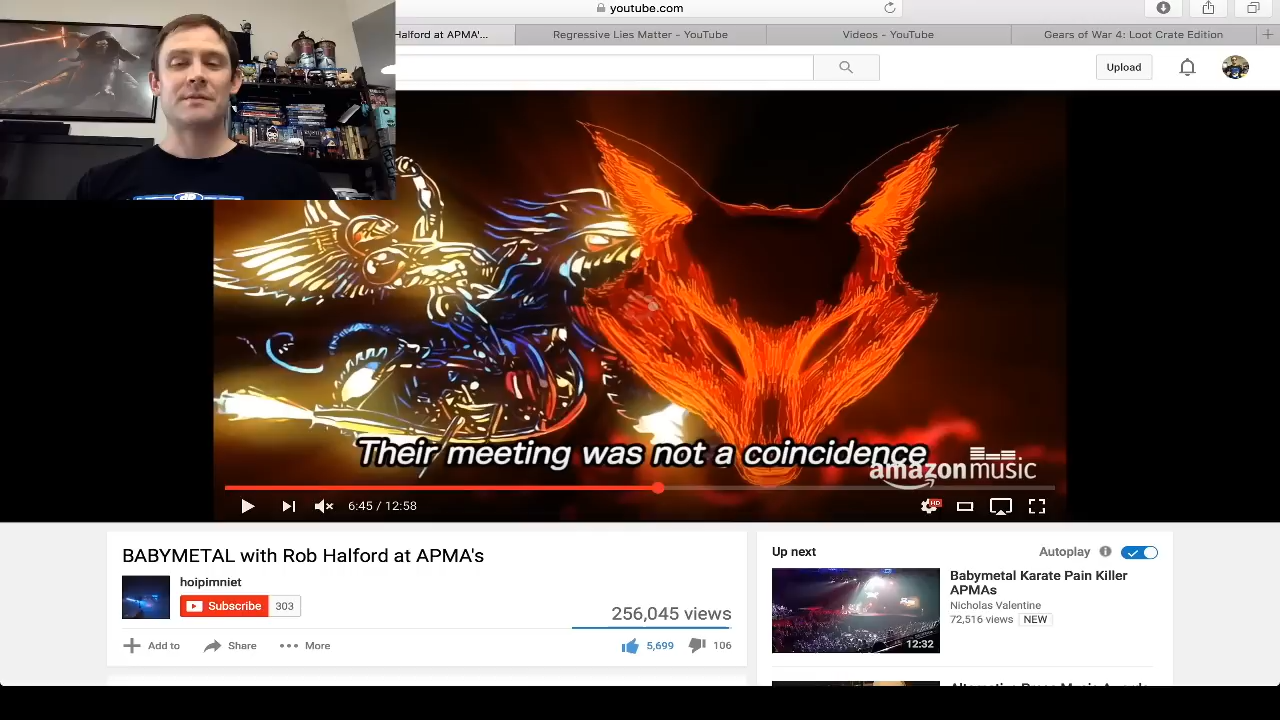 youtube.com
Halford at APMA'... Regressive Lies Matter - YouTube Videos - YouTube Gears of War 4: Loot Crate Edition
Upload
Their meeting was not a coincidence
amazon music
6:45 / 12:58
HD
BABYMETAL with Rob Halford at APMA's
hoipimniet
Subscribe 303
256,045 views
Add to Share More 5,699 106
Up next Autoplay
Babymetal Karate Pain Killer
APMAs
Nicholas Valentine
72,516 views NEW
12:32